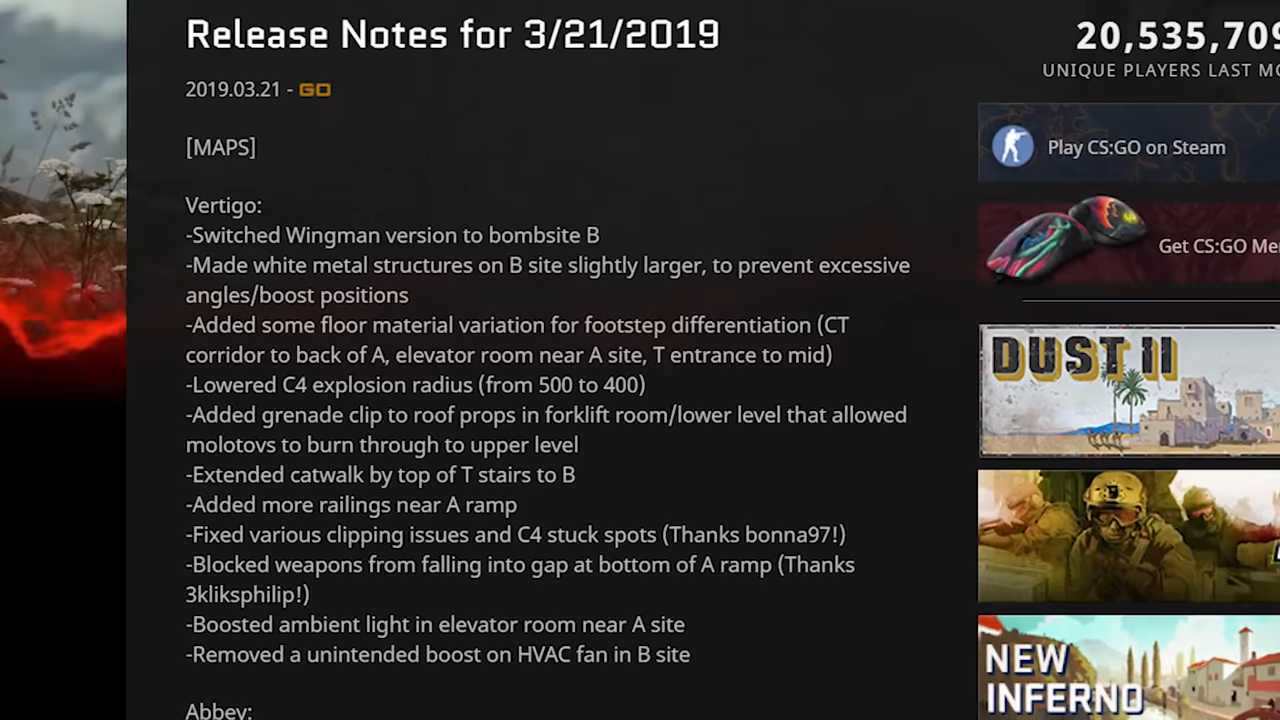 Release Notes for 3/21/2019
2019.03.21 - GO
[MAPS]
Vertigo:
-Switched Wingman version to bombsite B
-Made white metal structures on B site slightly larger, to prevent excessive
angles/boost positions
-Added some floor material variation for footstep differentiation (CT
corridor to back of A, elevator room near A site, T entrance to mid)
-Lowered C4 explosion radius (from 500 to 400)
-Added grenade clip to roof props in forklift room/lower level that allowed
molotovs to burn through to upper level
-Extended catwalk by top of T stairs to B
-Added more railings near A ramp
-Fixed various clipping issues and C4 stuck spots (Thanks bonna97!)
-Blocked weapons from falling into gap at bottom of A ramp (Thanks
3kliksphilip!)
-Boosted ambient light in elevator room near A site
-Removed a unintended boost on HVAC fan in B site
Abbey:
20,535,709
UNIQUE PLAYERS LAST MO
Play CS:GO on Steam
Get CS:GO Mer
DUST II
NEW
INFERNO